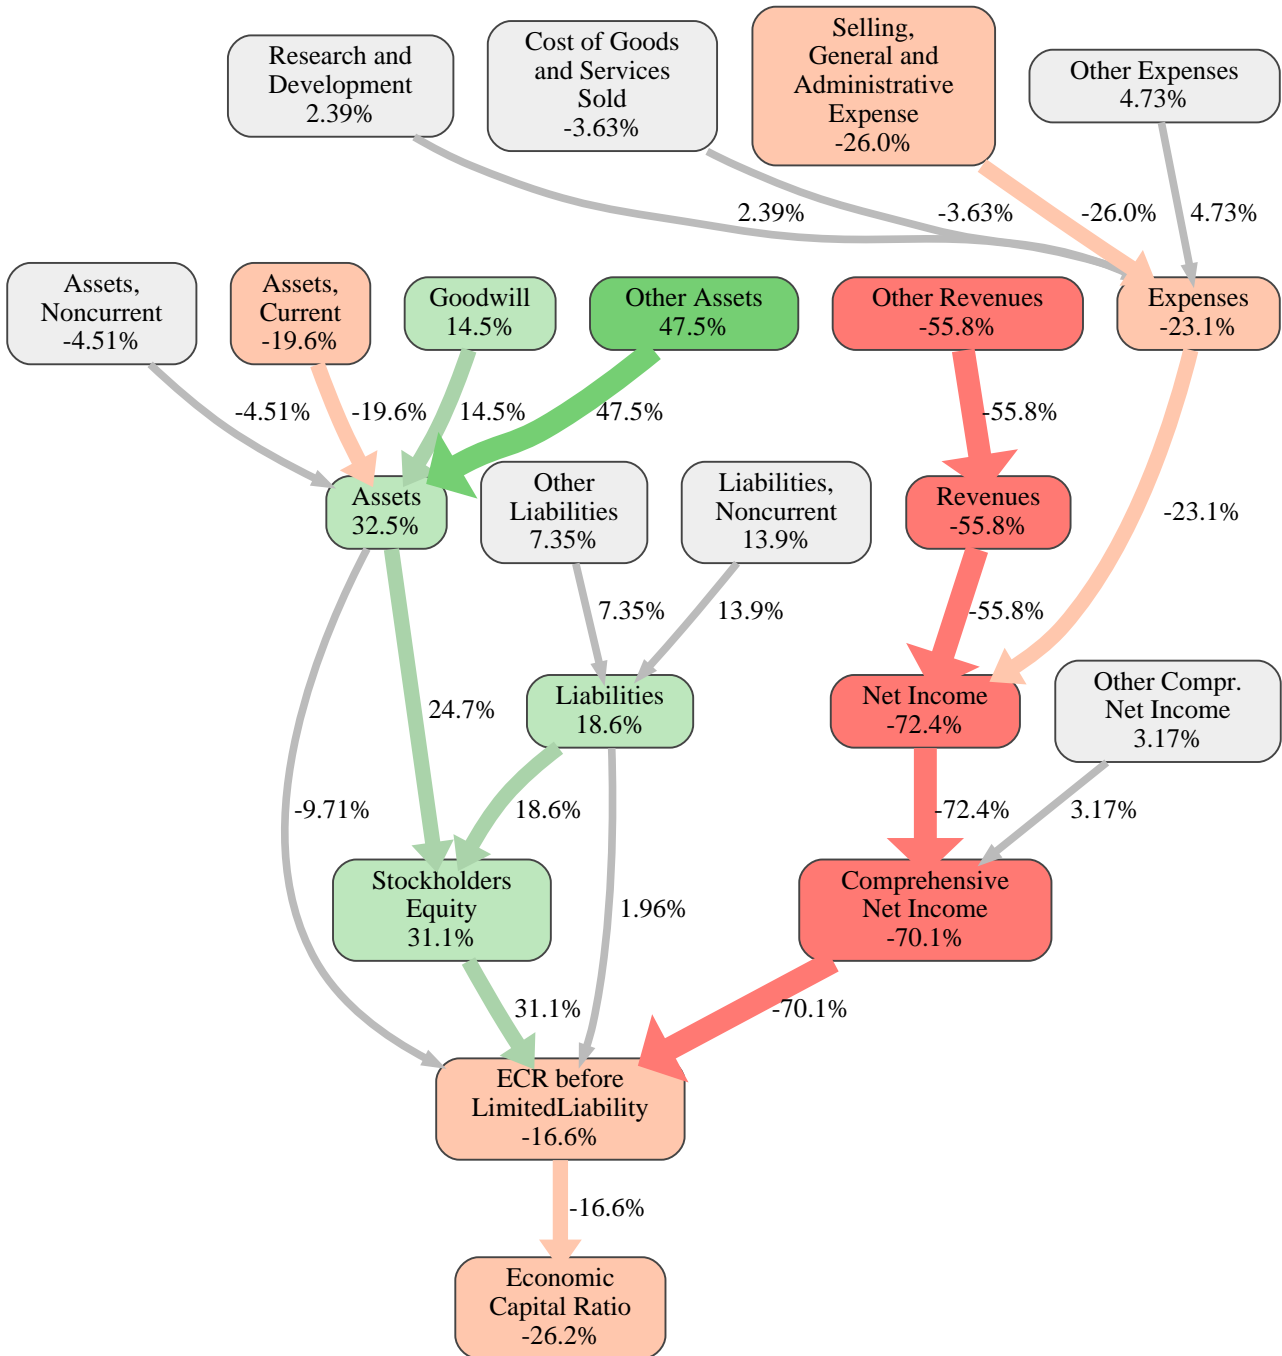 Research and
Development
2.39%
Cost of Goods
and Services
Sold
-3.63%
Selling,
General and
Administrative
Expense
-26.0%
Other Expenses
4.73%
2.39%
-3.63%
-26.0%
4.73%
Assets,
Noncurrent
-4.51%
Assets,
Current
-19.6%
Goodwill
14.5%
Other Assets
47.5%
Other Revenues
-55.8%
Expenses
-23.1%
-4.51%
-19.6%
14.5%
47.5%
-55.8%
-23.1%
Assets
32.5%
Other
Liabilities
7.35%
Liabilities,
Noncurrent
13.9%
Revenues
-55.8%
7.35%
13.9%
-55.8%
24.7%
Liabilities
18.6%
Net Income
-72.4%
Other Compr.
Net Income
3.17%
-9.71%
18.6%
-72.4%
3.17%
Stockholders
Equity
31.1%
1.96%
Comprehensive
Net Income
-70.1%
31.1%
-70.1%
ECR before
LimitedLiability
-16.6%
-16.6%
Economic
Capital Ratio
-26.2%